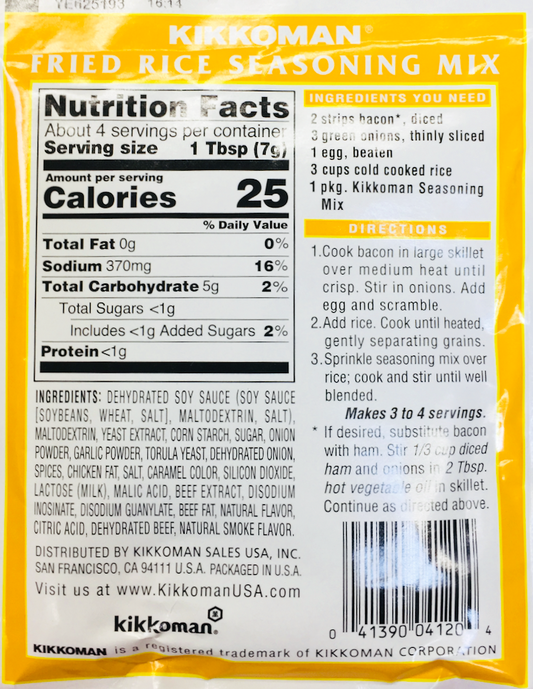 YE625193 16:14
KIKKOMAN®
FRIED RICE SEASONING MIX
Nutrition Facts
About 4 servings per container
Serving size 1 Tbsp (7g)
Amount per serving
Calories 25
% Daily Value
Total Fat 0g 0%
Sodium 370mg 16%
Total Carbohydrate 5g 2%
Total Sugars <1g
Includes <1g Added Sugars 2%
Protein <1g
INGREDIENTS: DEHYDRATED SOY SAUCE (SOY SAUCE
[SOYBEANS, WHEAT, SALT], MALTODEXTRIN, SALT),
MALTODEXTRIN, YEAST EXTRACT, CORN STARCH, SUGAR, ONION
POWDER, GARLIC POWDER, TORULA YEAST, DEHYDRATED ONION,
SPICES, CHICKEN FAT, SALT, CARAMEL COLOR, SILICON DIOXIDE,
LACTOSE (MILK), MALIC ACID, BEEF EXTRACT, DISODIUM
INOSINATE, DISODIUM GUANYLATE, BEEF FAT, NATURAL FLAVOR,
CITRIC ACID, DEHYDRATED BEEF, NATURAL SMOKE FLAVOR.
DISTRIBUTED BY KIKKOMAN SALES USA, INC.
SAN FRANCISCO, CA 94111 U.S.A. PACKAGED IN U.S.A.
Visit us at www.KikkomanUSA.com
kikkoman®
INGREDIENTS YOU NEED
2 strips bacon*, diced
3 green onions, thinly sliced
1 egg, beaten
3 cups cold cooked rice
1 pkg. Kikkoman Seasoning
Mix
DIRECTIONS
1.Cook bacon in large skillet
over medium heat until
crisp. Stir in onions. Add
egg and scramble.
2.Add rice. Cook until heated,
gently separating grains.
3.Sprinkle seasoning mix over
rice; cook and stir until well
blended.
Makes 3 to 4 servings.
* If desired, substitute bacon
with ham. Stir 1/3 cup diced
ham and onions in 2 Tbsp.
hot vegetable oil in skillet.
Continue as directed above.
0 41390 04120 4
KIKKOMAN is a registered trademark of KIKKOMAN CORPORATION